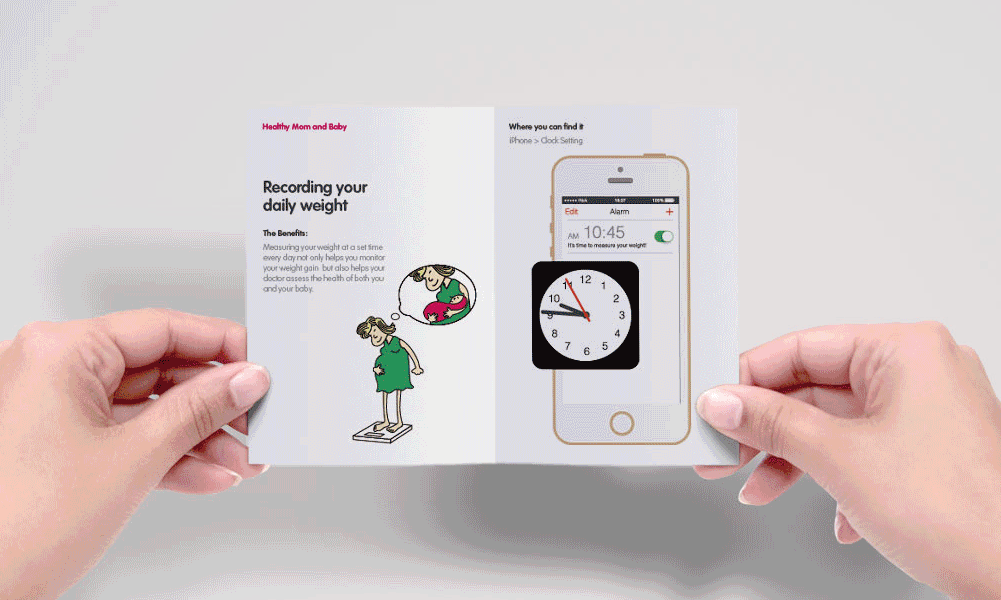 Healthy Mom and Baby
Recording your
daily weight
The Benefits:
Measuring your weight at a set time
every day not only helps you monitor
your weight gain but also helps your
doctor assess the health of both you
and your baby.
Where you can find it
iPhone > Clock Setting
18:27 100%
Edit Alarm +
AM 10:45
It's time to measure your weight!
12
11 1
10 2
9 3
8 4
7 5
6